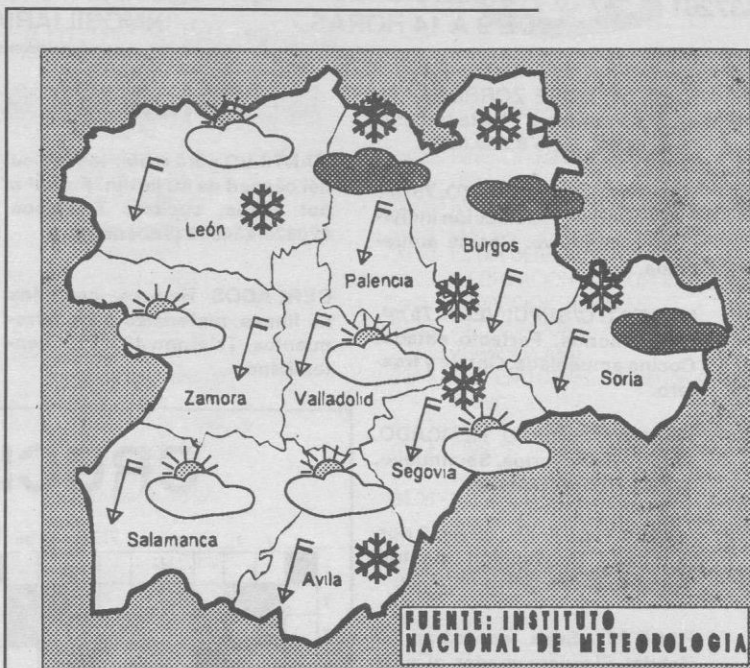 León
Burgos
Palencia
Soria
Zamora
Valladolid
Segovia
Salamanca
Avila
FUENTE: INSTITUTO
NACIONAL DE METEOROLOGIA